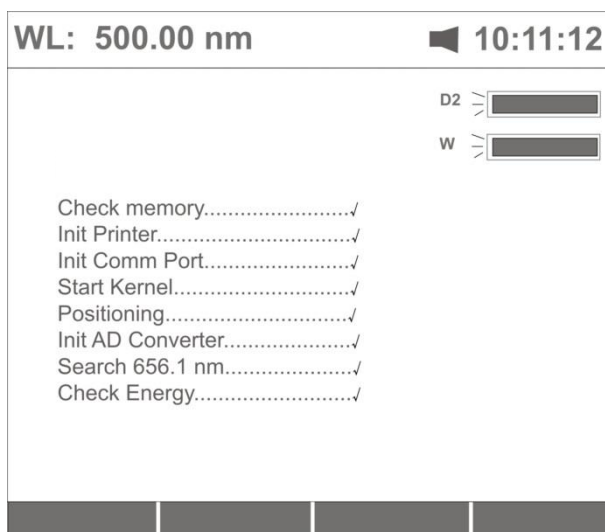 WL: 500.00 nm 10:11:12
D2
W
Check memory........................√
Init Printer.................................√
Init Comm Port.........................√
Start Kernel..............................√
Positioning...............................√
Init AD Converter......................√
Search 656.1 nm......................√
Check Energy...........................√